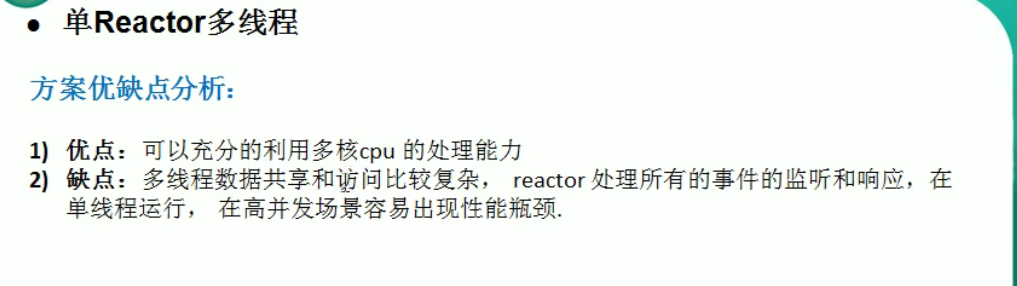 ● 单Reactor多线程
方案优缺点分析:
1) 优点:可以充分的利用多核cpu 的处理能力
2) 缺点:多线程数据共享和访问比较复杂, reactor 处理所有的事件的监听和响应,在
单线程运行, 在高并发场景容易出现性能瓶颈.